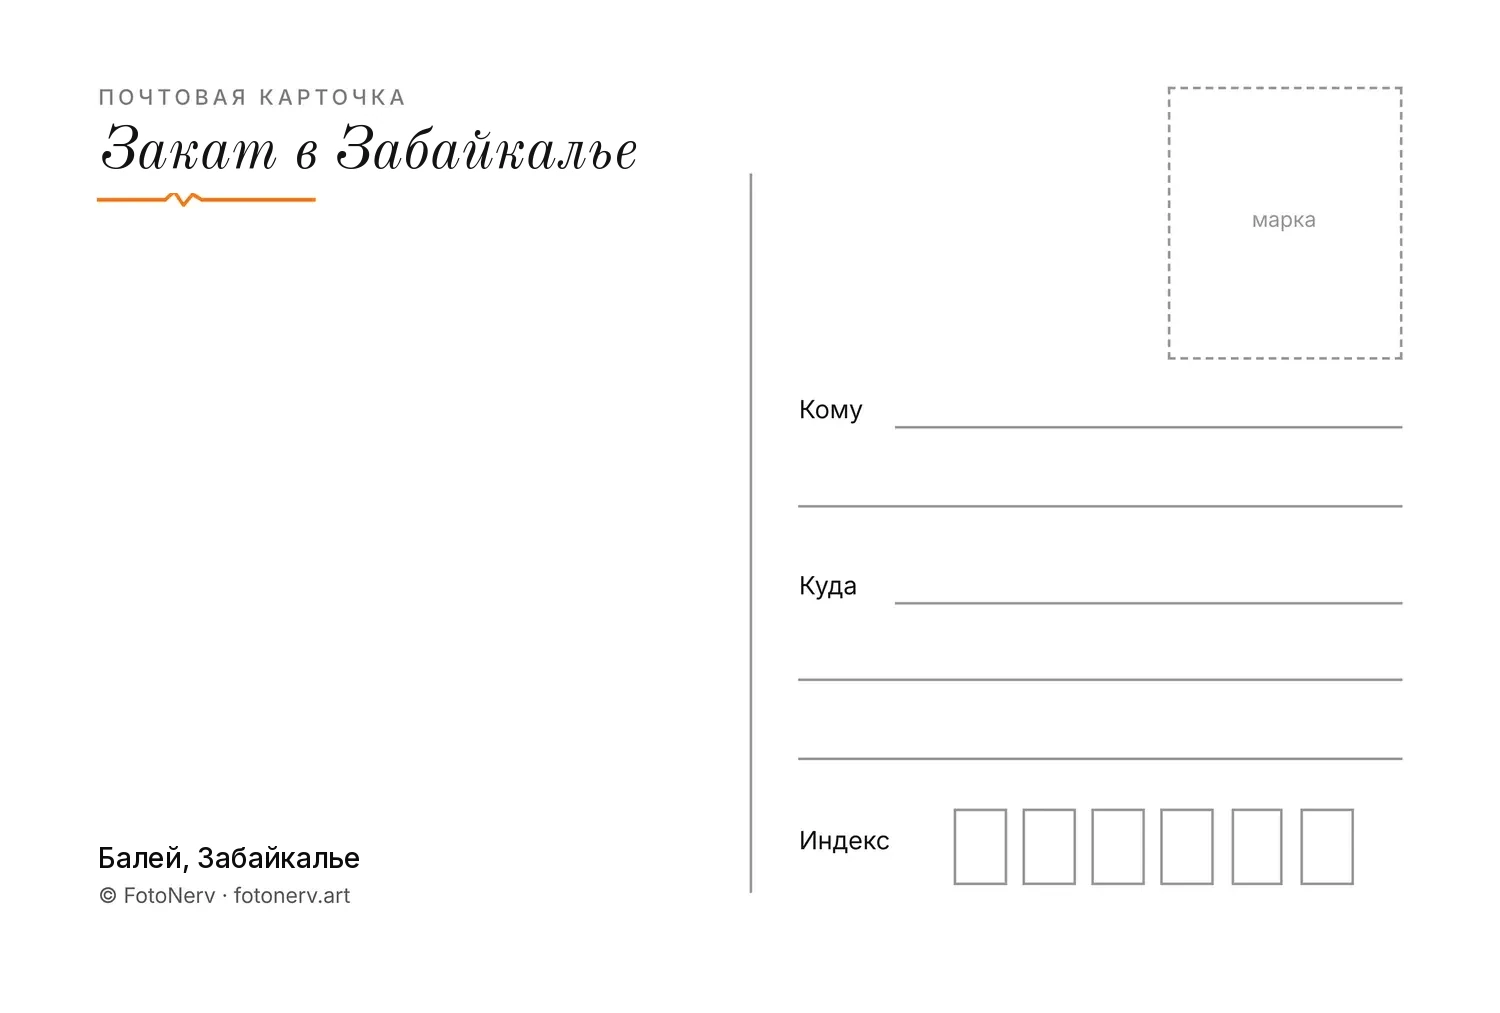 ПОЧТОВАЯ КАРТОЧКА
Закат в Забайкалье
марка
Кому
Куда
Индекс
Балей, Забайкалье
© FotoNerv · fotonerv.art